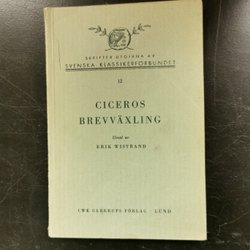 SKRIFTER UTGIVNA AV
SVENSKA KLASSIKERFÖRBUNDET
12
CICEROS
BREVVÄXLING
Urval av
ERIK WISTRAND
CWK GLEERUPS FÖRLAG · LUND